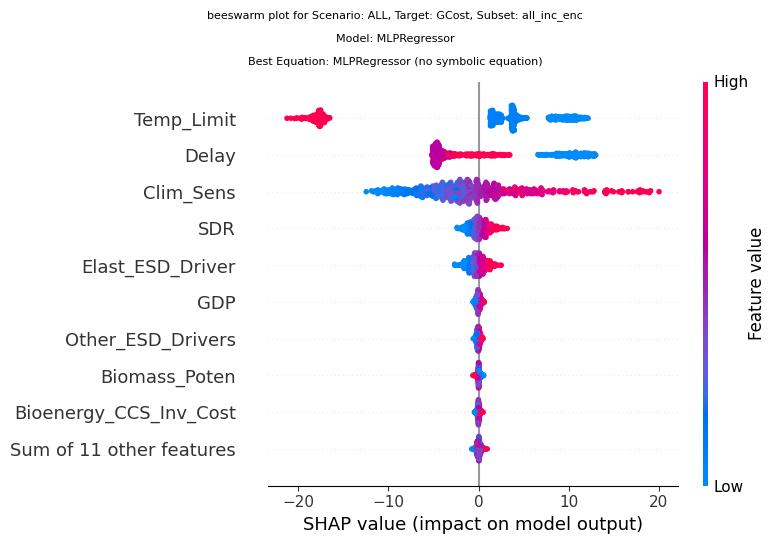 beeswarm plot for Scenario: ALL, Target: GCost, Subset: all_inc_enc
Model: MLPRegressor
Best Equation: MLPRegressor (no symbolic equation)
High
Temp_Limit
Delay
Clim_Sens
SDR
Elast_ESD_Driver
GDP
Other_ESD_Drivers
Biomass_Poten
Bioenergy_CCS_Inv_Cost
Sum of 11 other features
Feature value
Low
−20 −10 0 10 20
SHAP value (impact on model output)